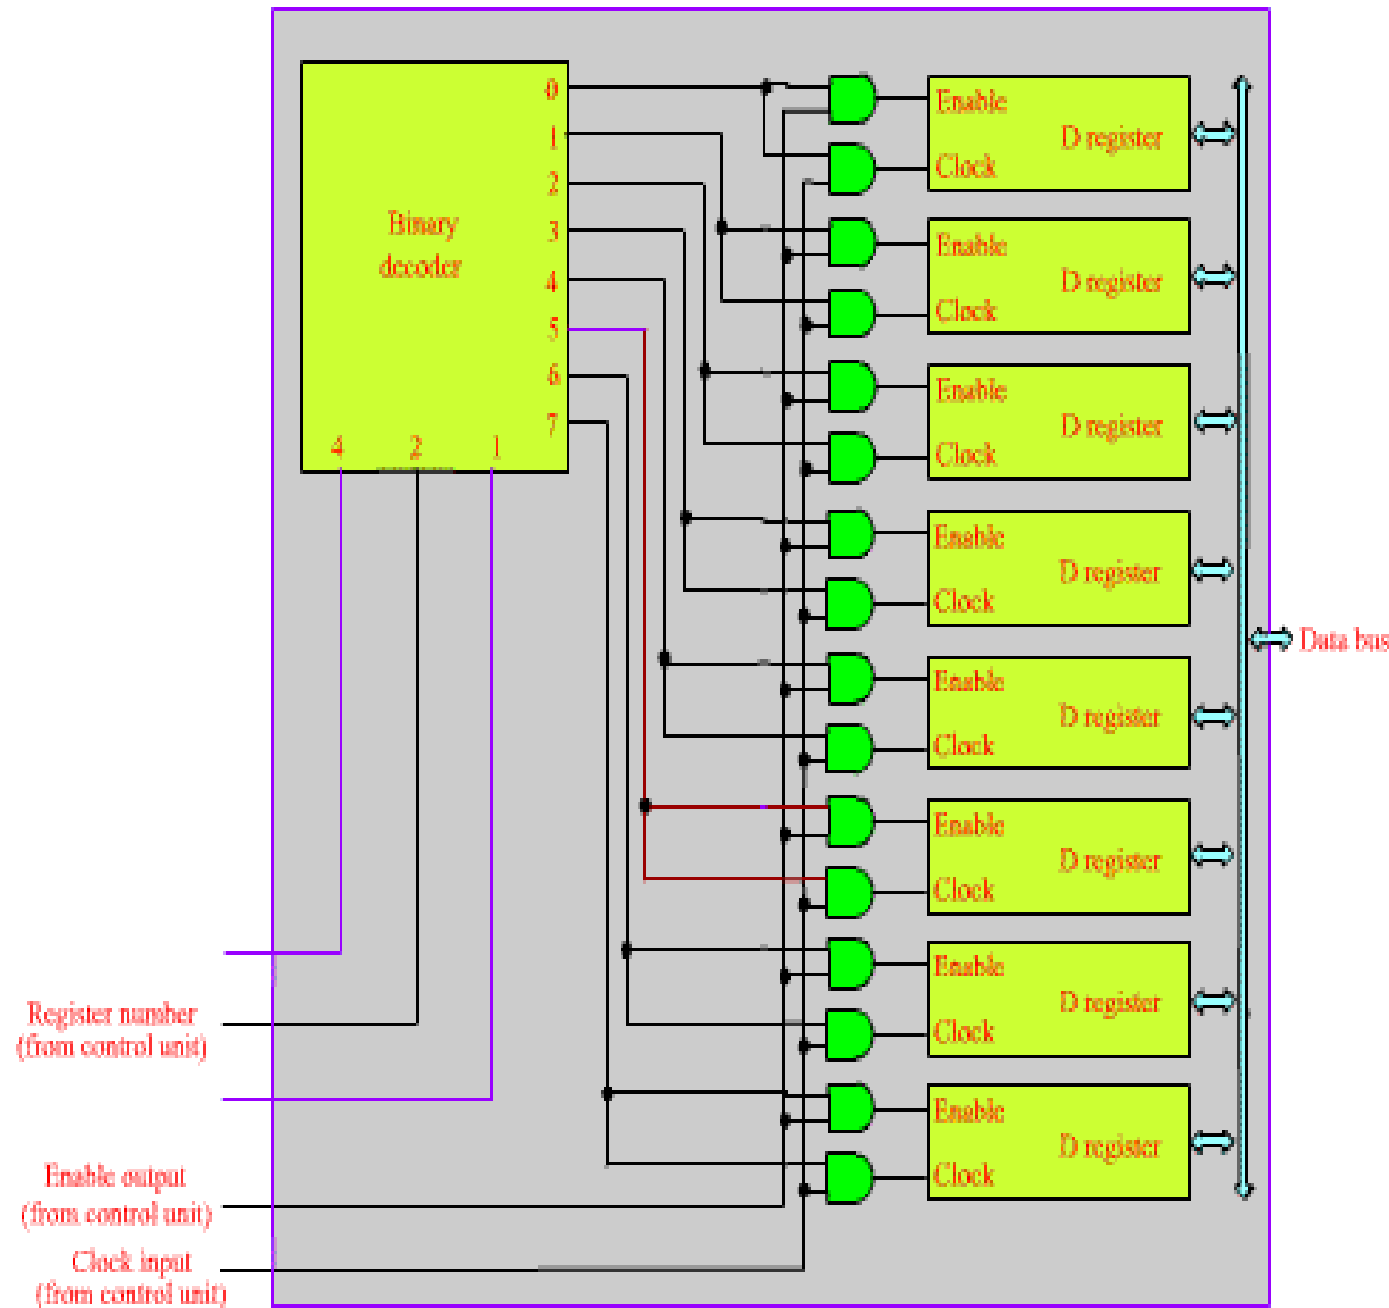 0
1
2
3
4
5
6
7
Binary
decoder
4 2 1
Enable
D register
Clock
Enable
D register
Clock
Enable
D register
Clock
Enable
D register
Clock
Enable
D register
Clock
Enable
D register
Clock
Enable
D register
Clock
Enable
D register
Clock
Data bus
Register number
(from control unit)
Enable output
(from control unit)
Clock input
(from control unit)